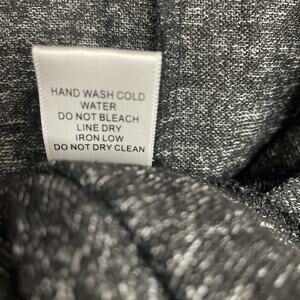 HAND WASH COLD
WATER
DO NOT BLEACH
LINE DRY
IRON LOW
DO NOT DRY CLEAN